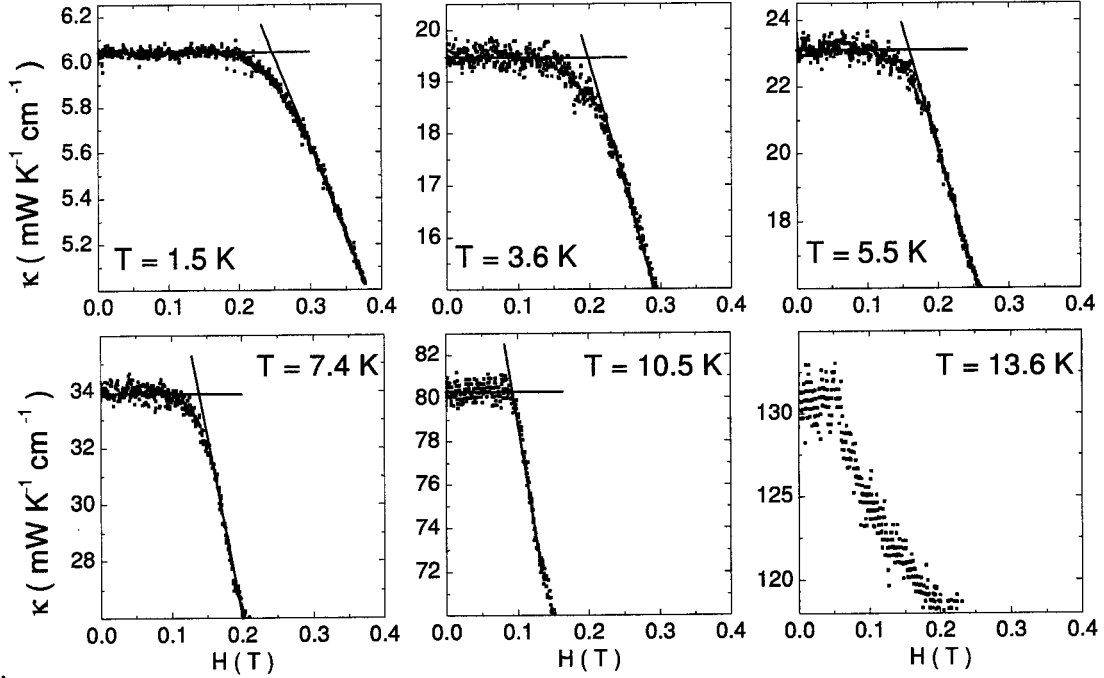 κ ( mW K⁻¹ cm⁻¹ )
6.2
6.0
5.8
5.6
5.4
5.2
T = 1.5 K
0.0 0.1 0.2 0.3 0.4
20
19
18
17
16
T = 3.6 K
0.0 0.1 0.2 0.3 0.4
24
22
20
18
T = 5.5 K
0.0 0.1 0.2 0.3 0.4
κ ( mW K⁻¹ cm⁻¹ )
34
32
30
28
T = 7.4 K
0.0 0.1 0.2 0.3 0.4
H ( T )
82
80
78
76
74
72
T = 10.5 K
0.0 0.1 0.2 0.3 0.4
H ( T )
130
125
120
T = 13.6 K
0.0 0.1 0.2 0.3 0.4
H ( T )